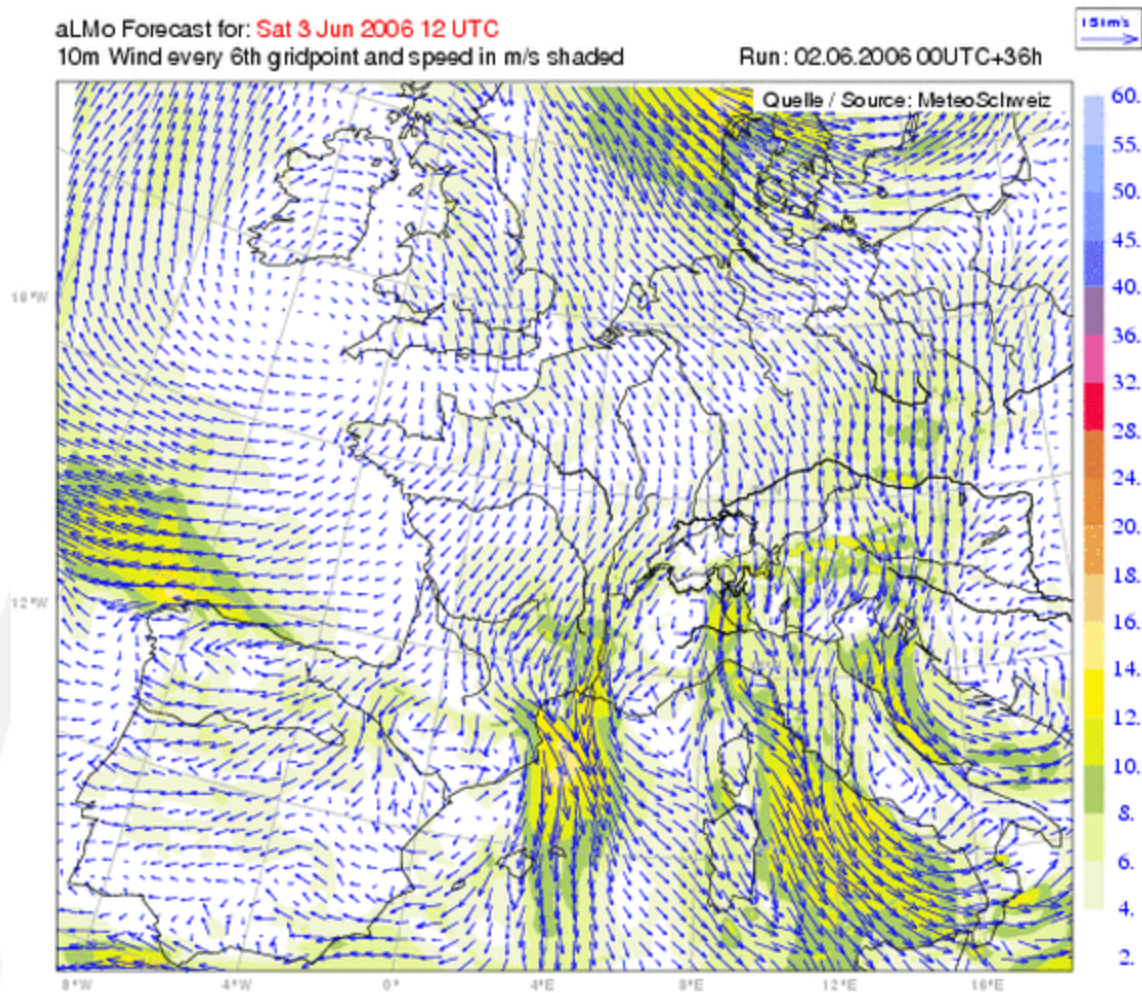 aLMo Forecast for: Sat 3 Jun 2006 12 UTC
10m Wind every 6th gridpoint and speed in m/s shaded
Run: 02.06.2006 00UTC+36h
15m/s
Quelle / Source: MeteoSchweiz
60.
55.
50.
45.
40.
36.
32.
28.
24.
20.
18.
16.
14.
12.
10.
8.
6.
4.
2.
16°W
12°W
8°W
4°W
0°
4°E
8°E
12°E
16°E